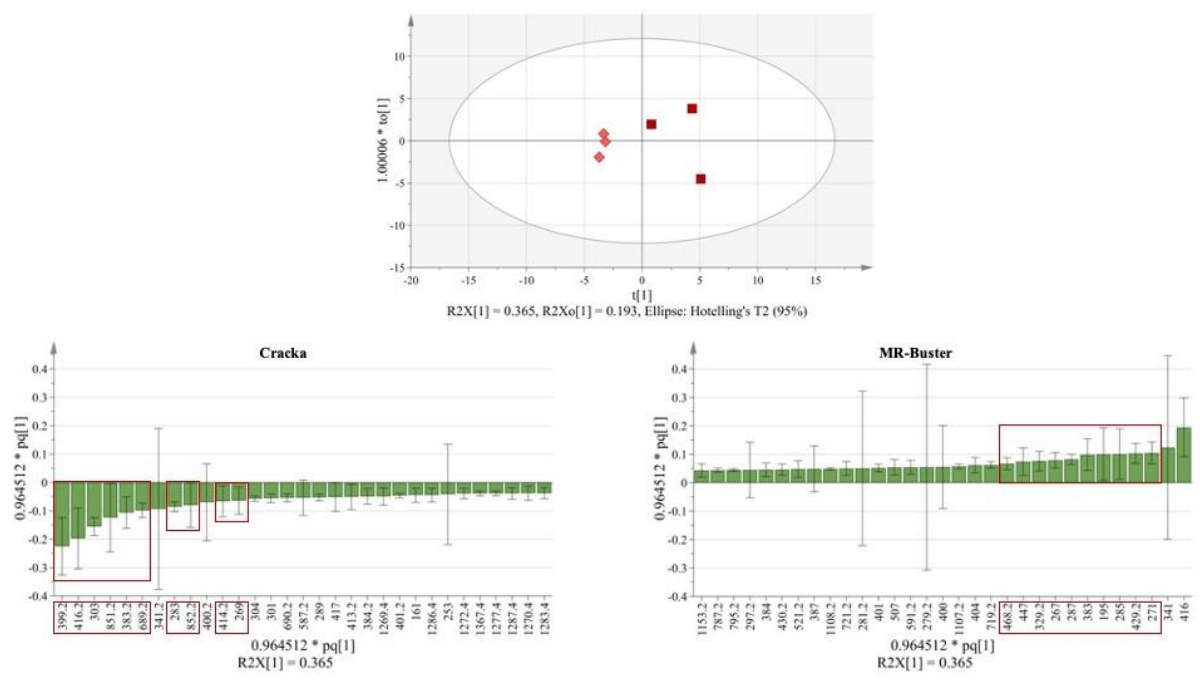 10
5
0
-5
-10
-15
1.00006 * to[1]
-20 -15 -10 -5 0 5 10 15
t[1]
R2X[1] = 0.365, R2Xo[1] = 0.193, Ellipse: Hotelling's T2 (95%)
Cracka
0.4
0.3
0.2
0.1
0
-0.1
-0.2
-0.3
-0.4
0.964512 * pq[1]
399.2 416.2 303 851.2 383.2 689.2 341.2 283 852.2 400.2 414.2 269 304 301 690.2 587.2 289 417 413.2 384.2 1269.4 401.2 161 1286.4 253 1272.4 1367.4 1277.4 1287.4 1270.4 1283.4
0.964512 * pq[1]
R2X[1] = 0.365
MR-Buster
0.4
0.3
0.2
0.1
0
-0.1
-0.2
-0.3
-0.4
0.964512 * pq[1]
1153.2 787.2 795.2 297.2 384 430.2 521.2 387 1108.2 721.2 281.2 401 507 591.2 279.2 400 1107.2 404 719.2 468.2 447 329.2 267 287 383 195 285 429.2 271 341 416
0.964512 * pq[1]
R2X[1] = 0.365